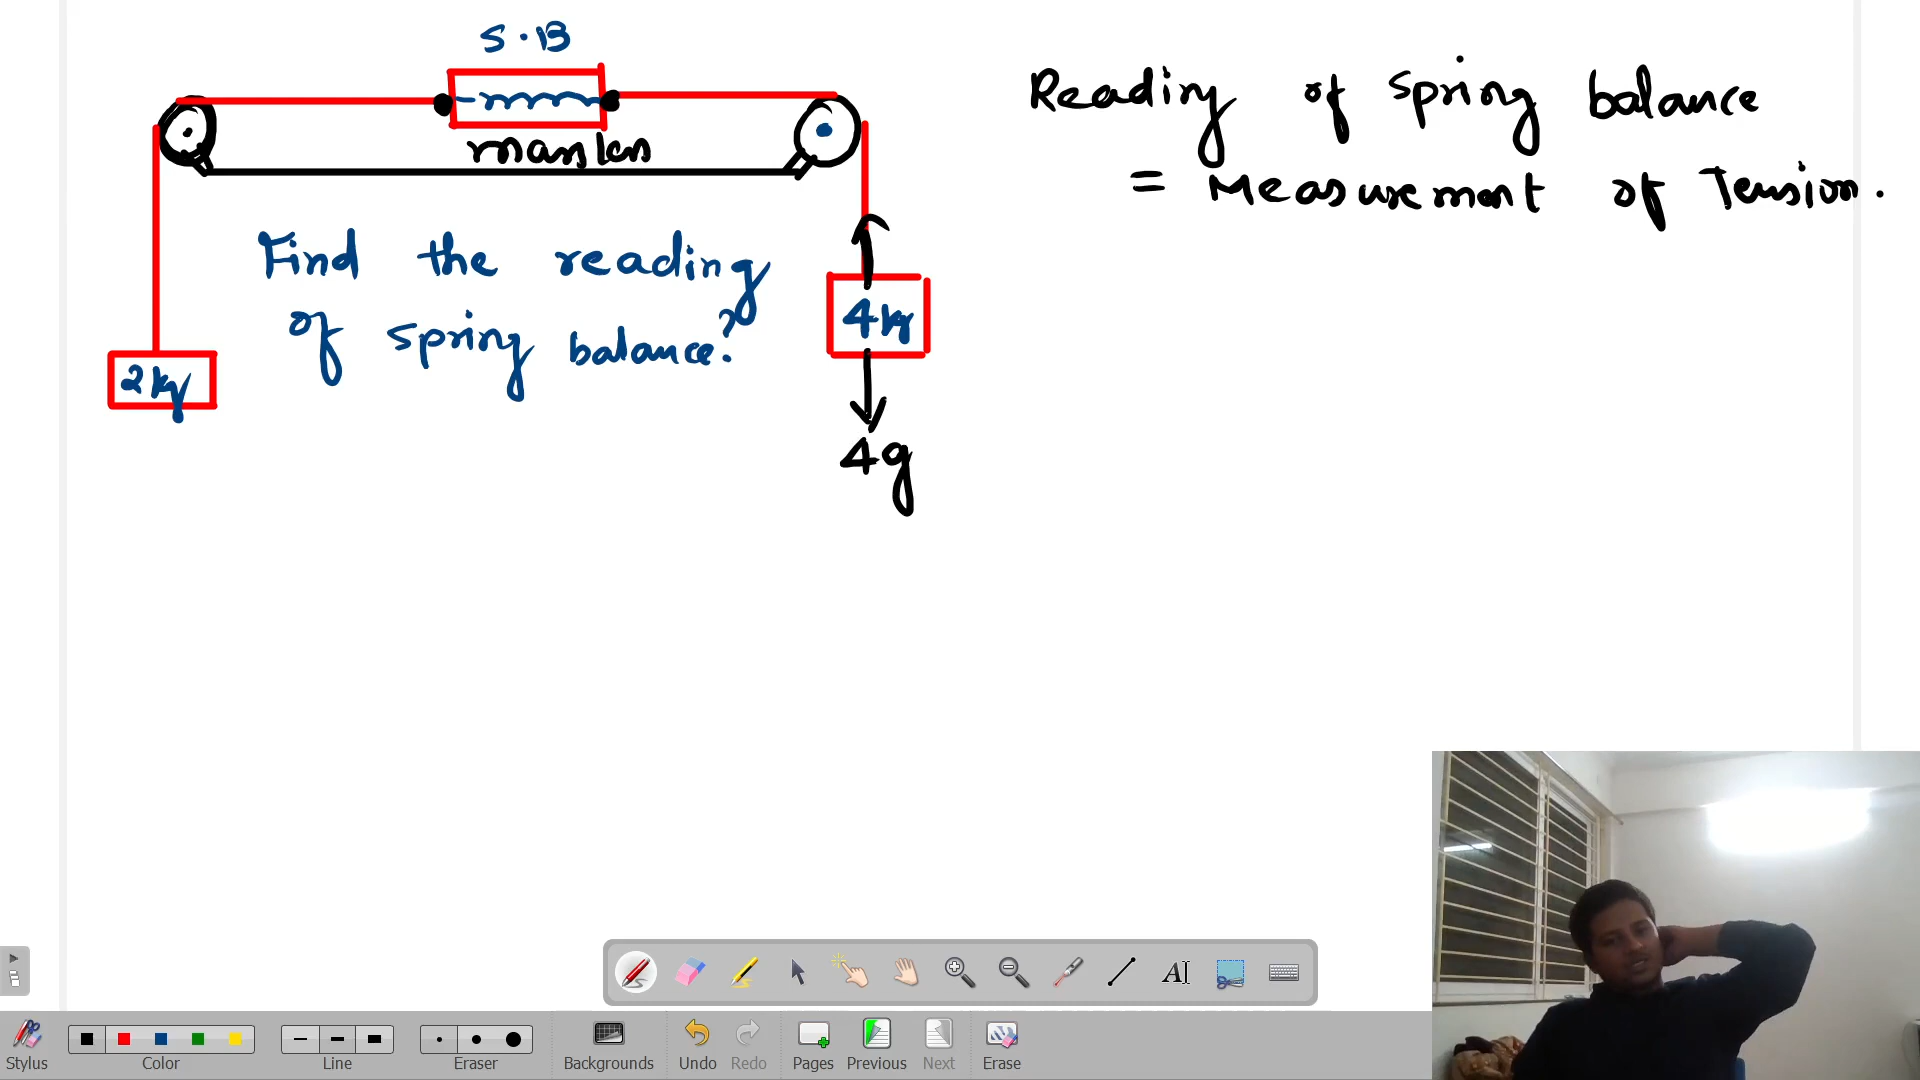 S.B
massless
Find the reading
of spring balance?
2kg
4kg
4g
Reading of spring balance
= Measurement of Tension.
Stylus
Color
Line
Eraser
Backgrounds
Undo
Redo
Pages
Previous
Next
Erase